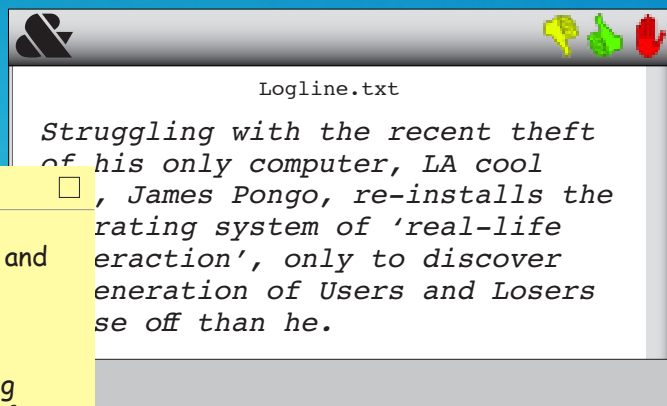 &
Logline.txt
Struggling with the recent theft
of his only computer, LA cool
, James Pongo, re-installs the
rating system of 'real-life
eraction', only to discover
eneration of Users and Losers
se off than he.
and
g